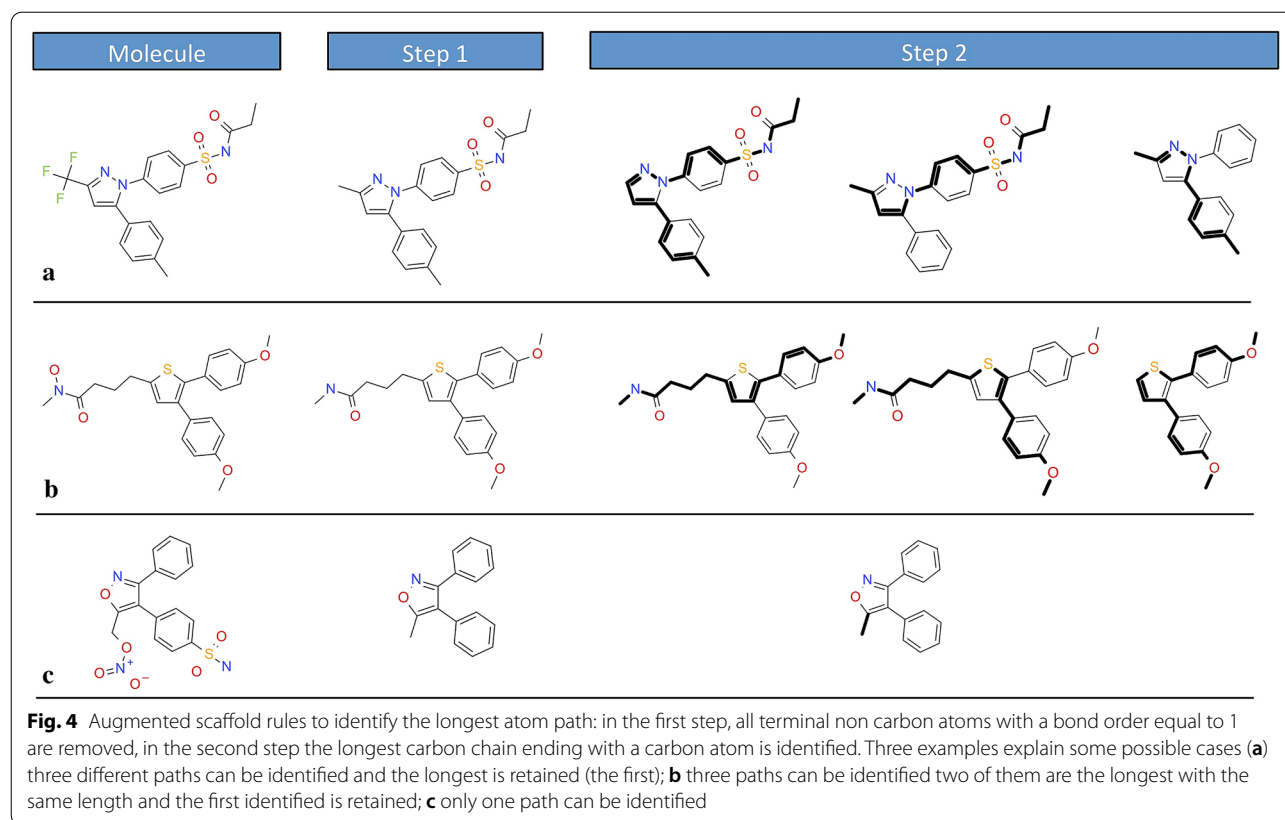 Molecule
Step 1
Step 2
F
F
F
N
N
O
S
O
N
O
N
N
O
S
O
N
O
N
N
O
S
O
N
O
N
N
O
S
O
N
O
N
N
a
O
N
O
S
O
O
N
O
S
O
O
N
O
S
O
O
N
O
S
O
O
S
O
O
b
N
O
O
N+
O
O−
S
O
O
N
N
O
N
O
c
Fig. 4 Augmented scaffold rules to identify the longest atom path: in the first step, all terminal non carbon atoms with a bond order equal to 1
are removed, in the second step the longest carbon chain ending with a carbon atom is identified. Three examples explain some possible cases (a)
three different paths can be identified and the longest is retained (the first); b three paths can be identified two of them are the longest with the
same length and the first identified is retained; c only one path can be identified